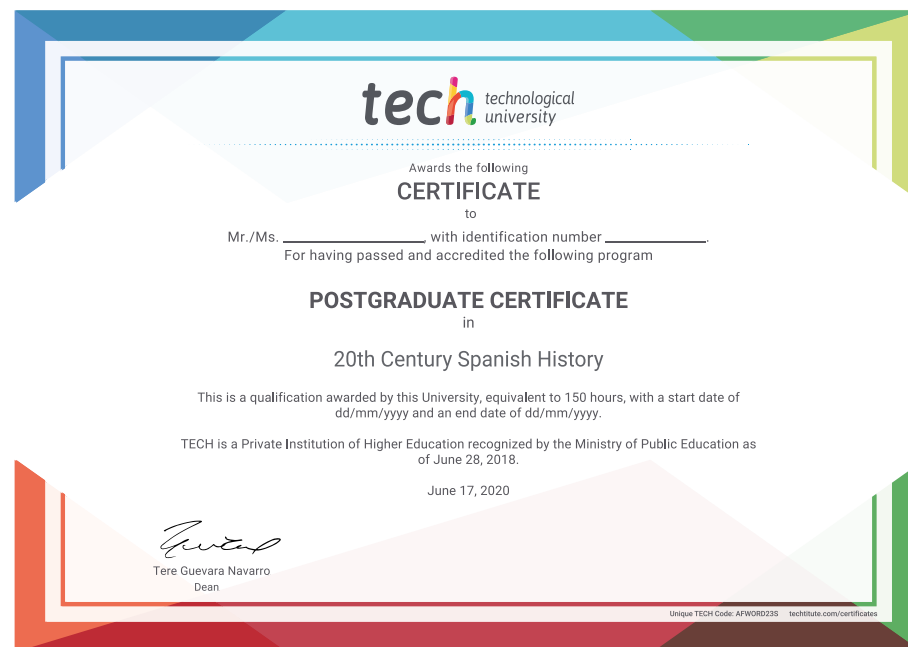 tech technological
university
Awards the following
CERTIFICATE
to
Mr./Ms. ____________________, with identification number ______________.
For having passed and accredited the following program
POSTGRADUATE CERTIFICATE
in
20th Century Spanish History
This is a qualification awarded by this University, equivalent to 150 hours, with a start date of
dd/mm/yyyy and an end date of dd/mm/yyyy.
TECH is a Private Institution of Higher Education recognized by the Ministry of Public Education as
of June 28, 2018.
June 17, 2020
Tere Guevara Navarro
Dean
Unique TECH Code: AFWORD23S techtitute.com/certificates